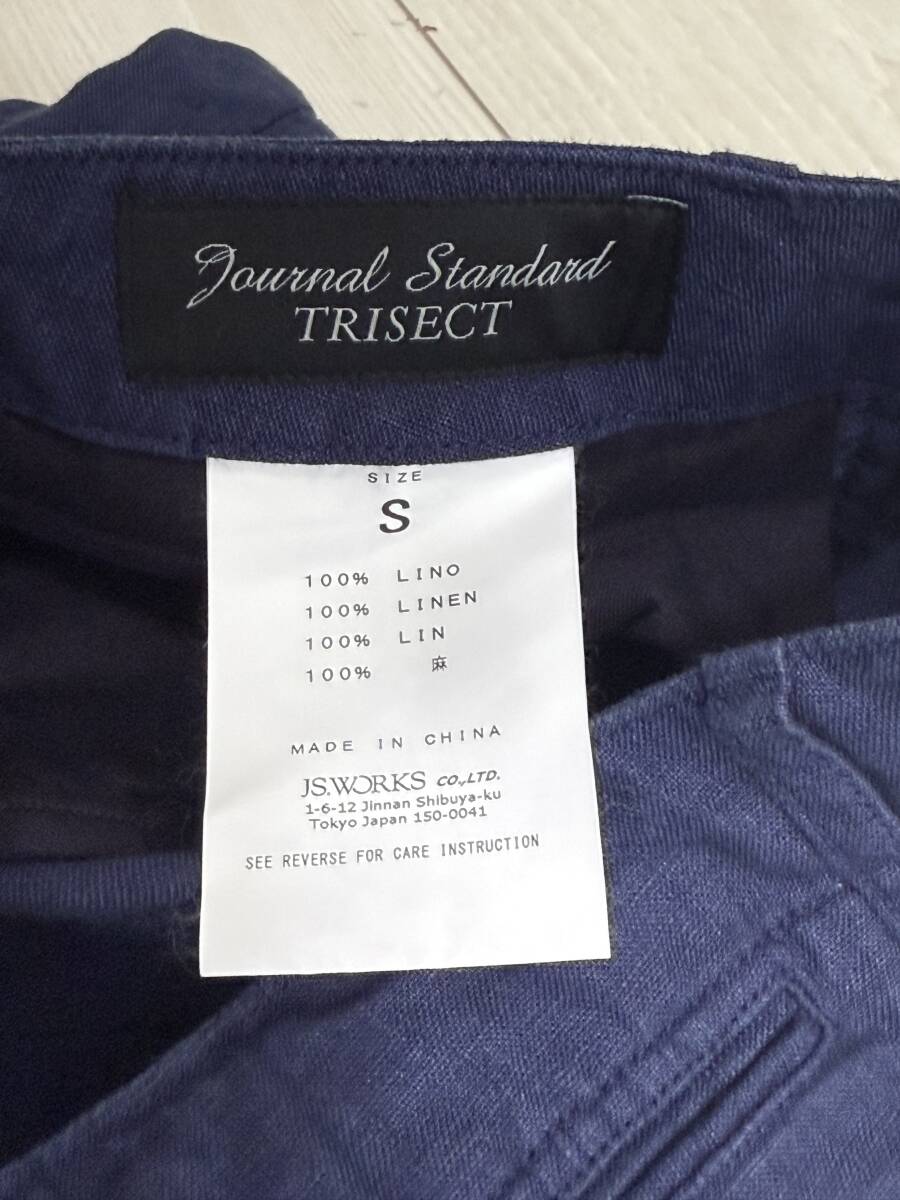 Journal Standard
TRISECT
SIZE
S
100% LINO
100% LINEN
100% LIN
100% 麻
MADE IN CHINA
JS.WORKS CO.,LTD.
1-6-12 Jinnan Shibuya-ku
Tokyo Japan 150-0041
SEE REVERSE FOR CARE INSTRUCTION